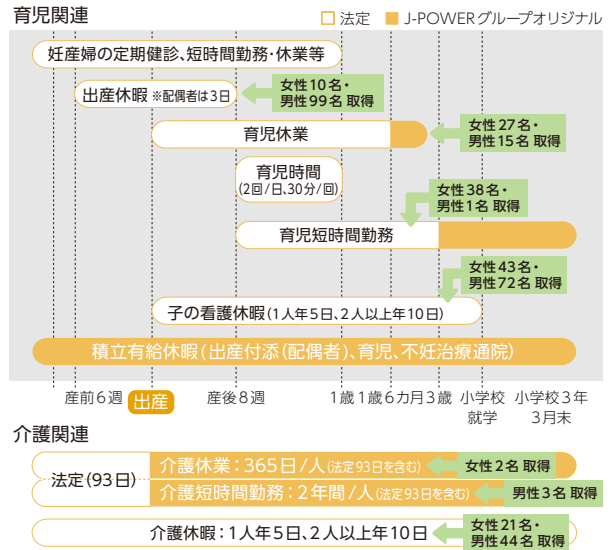 育児関連
法定 J-POWERグループオリジナル
妊産婦の定期健診、短時間勤務・休業等
出産休暇 ※配偶者は3日
女性10名・
男性99名 取得
育児休業
女性27名・
男性15名 取得
育児時間
(2回/日、30分/回)
女性38名・
男性1名 取得
育児短時間勤務
女性43名・
男性72名 取得
子の看護休暇(1人年5日、2人以上年10日)
積立有給休暇(出産付添(配偶者)、育児、不妊治療通院)
産前6週 出産 産後8週 1歳 1歳6カ月 3歳 小学校
就学
小学校3年
3月末
介護関連
法定(93日)
介護休業:365日/人(法定93日を含む)
女性2名 取得
介護短時間勤務:2年間/人(法定93日を含む)
男性3名 取得
介護休暇:1人年5日、2人以上年10日
女性21名・
男性44名 取得